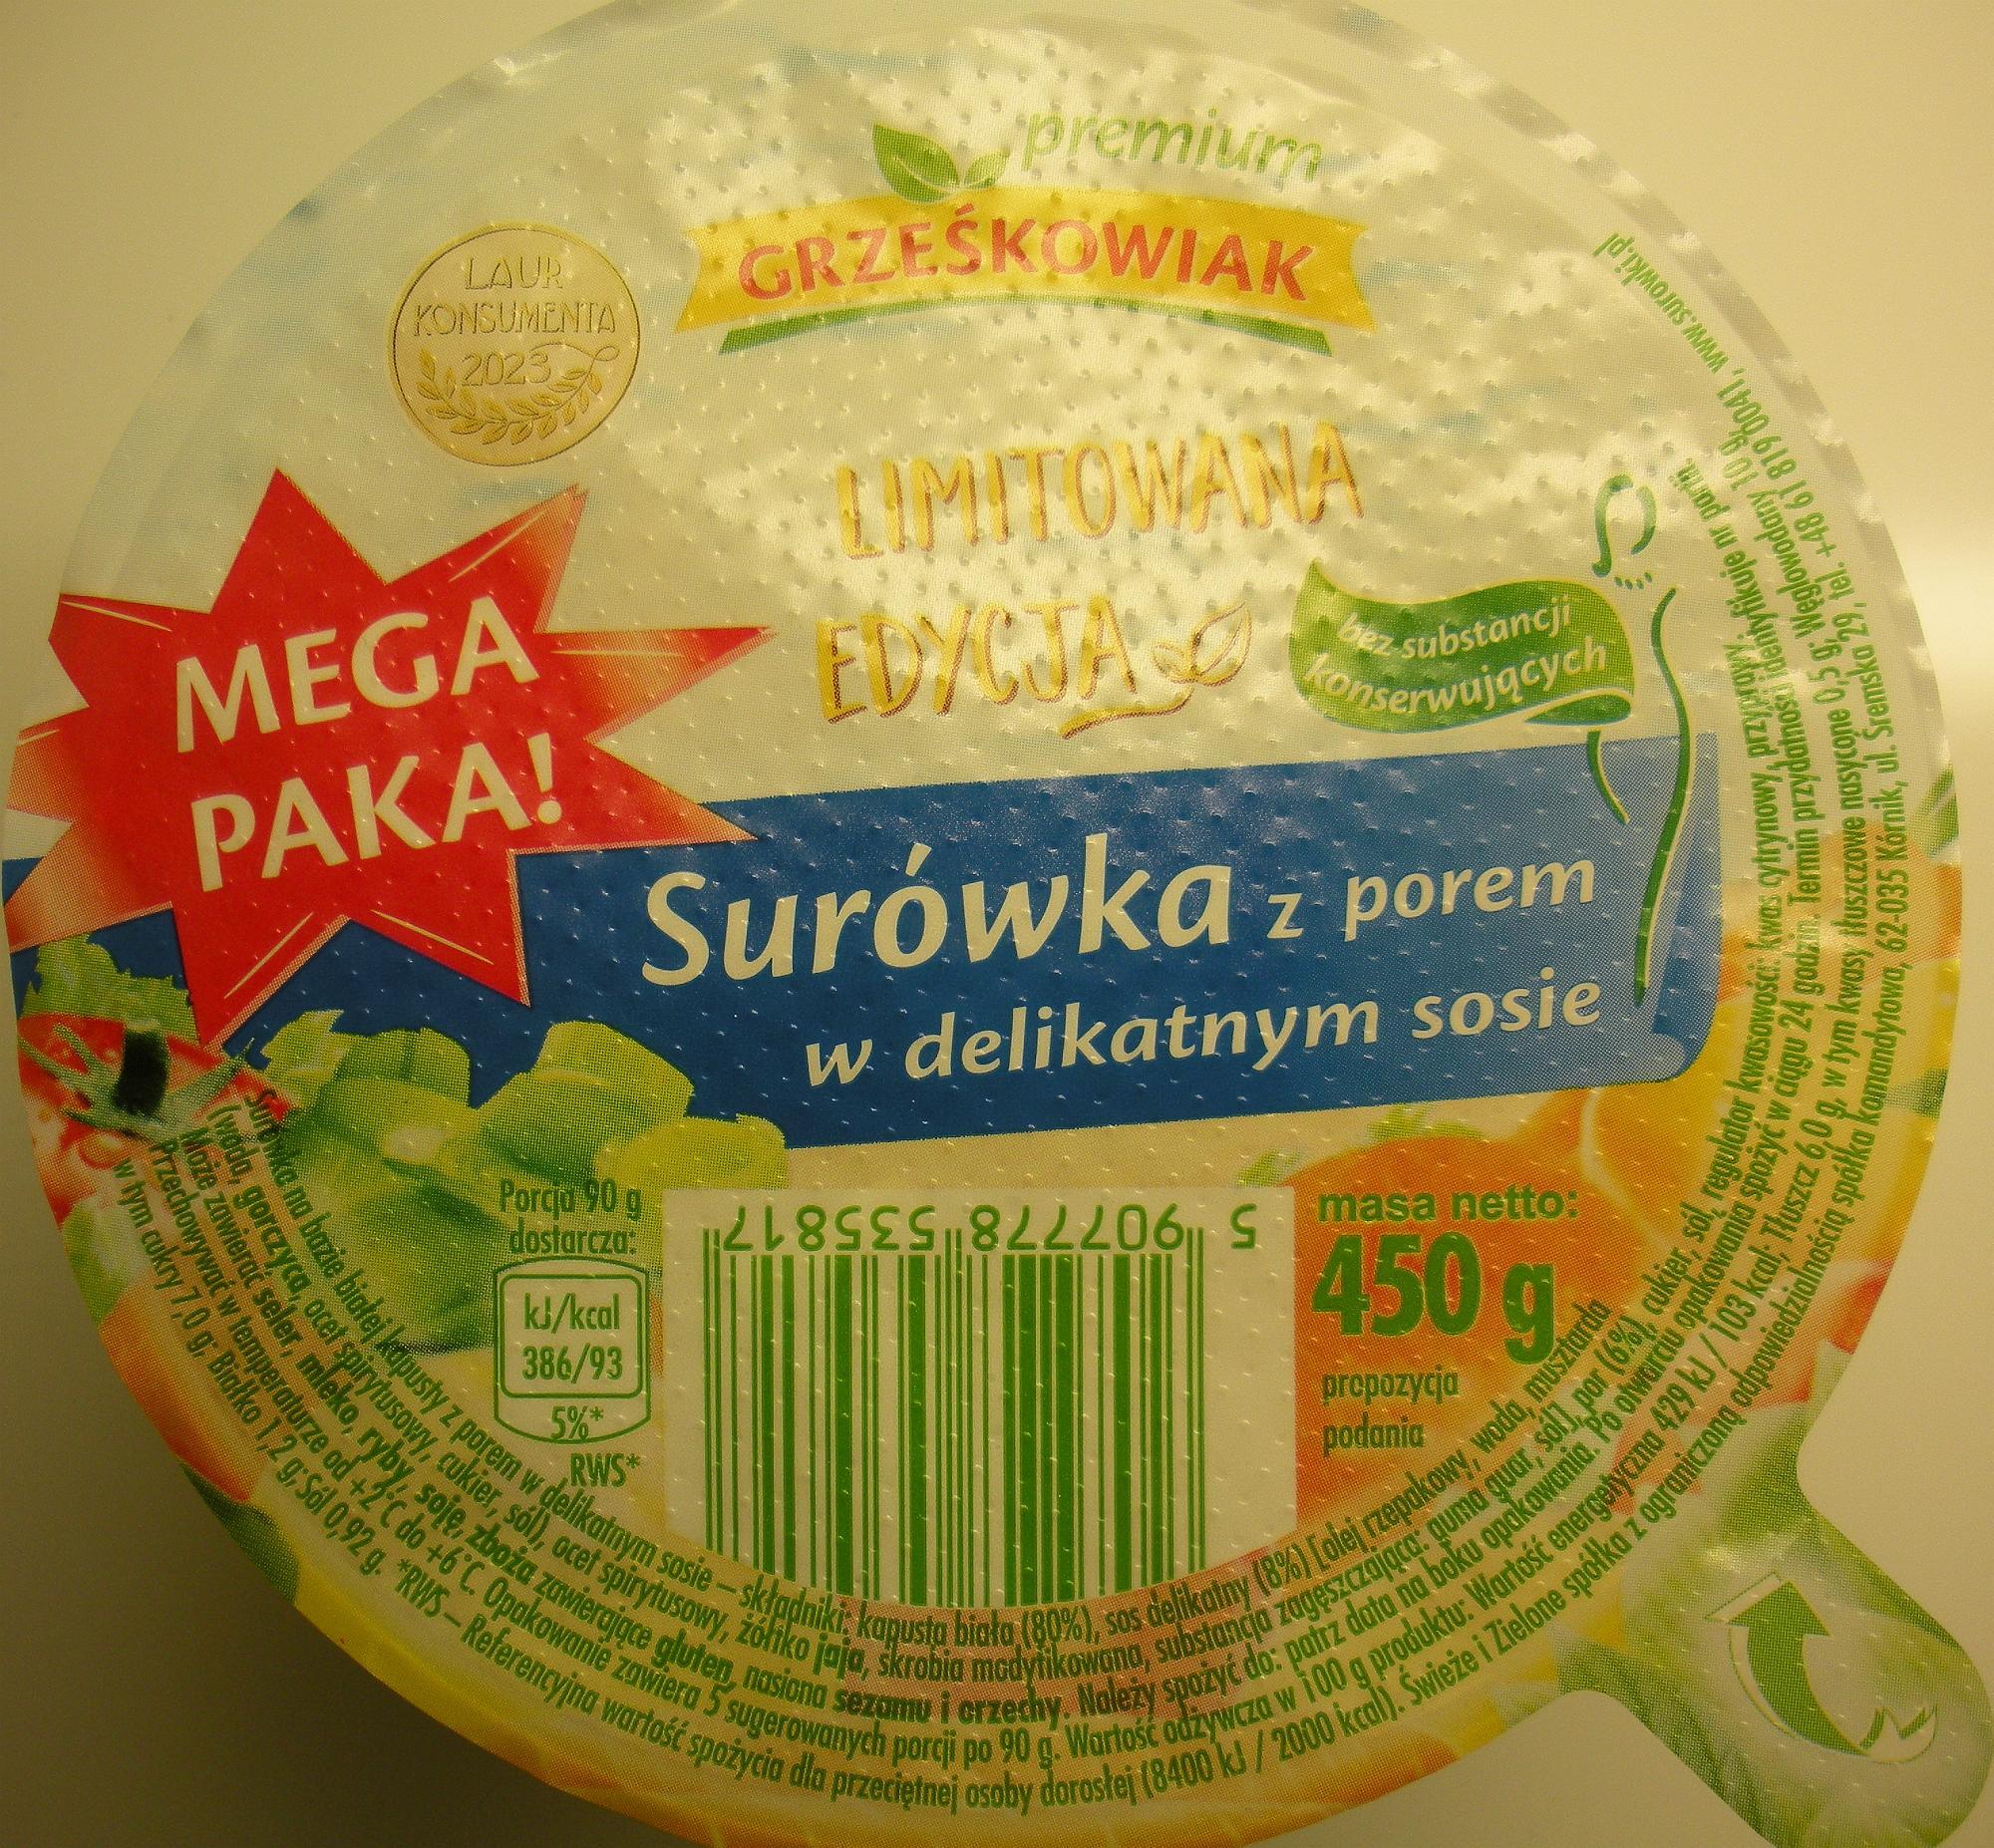 premium
GRZEŚKOWIAK
LAUR
KONSUMENTA
2023
LIMITOWANA
EDYCJA
MEGA
PAKA!
bez substancji
konserwujących
Surówka z porem
w delikatnym sosie
Porcja 90 g
dostarcza:
kJ/kcal
386/93
5%*
RWS*
5 907778 535817
masa netto:
450 g
propozycja
podania
Surówka na bazie białej kapusty z porem w delikatnym sosie – składniki: kapusta biała (80%), sos delikatny (8%) [olej rzepakowy, woda, musztarda
(woda, gorczyca, ocet spirytusowy, cukier, sól), ocet spirytusowy, żółtko jaja, skrobia modyfikowana, substancja zagęszczająca: guma guar, sól], por (6%), cukier, sól, regulator kwasowości: kwas cytrynowy, przyprawy.
Może zawierać seler, mleko, ryby, soję, zboża zawierające gluten, nasiona sezamu i orzechy. Należy spożyć do: patrz data na boku opakowania. Po otwarciu opakowania spożyć w ciągu 24 godzin. Termin przydatności identyfikuje nr partii.
Przechowywać w temperaturze od +2°C do +6°C. Opakowanie zawiera 5 sugerowanych porcji po 90 g. Wartość odżywcza w 100 g produktu: Wartość energetyczna 429 kJ / 103 kcal; Tłuszcz 6,0 g, w tym kwasy tłuszczowe nasycone 0,5 g; Węglowodany 10 g,
w tym cukry 7,0 g; Białko 1,2 g; Sól 0,92 g. *RWS – Referencyjna wartość spożycia dla przeciętnej osoby dorosłej (8400 kJ / 2000 kcal). Świeże i Zielone spółka z ograniczoną odpowiedzialnością spółka komandytowa, 62-035 Kórnik, ul. Śremska 29, tel. +48 61 819 0041, www.surowki.pl